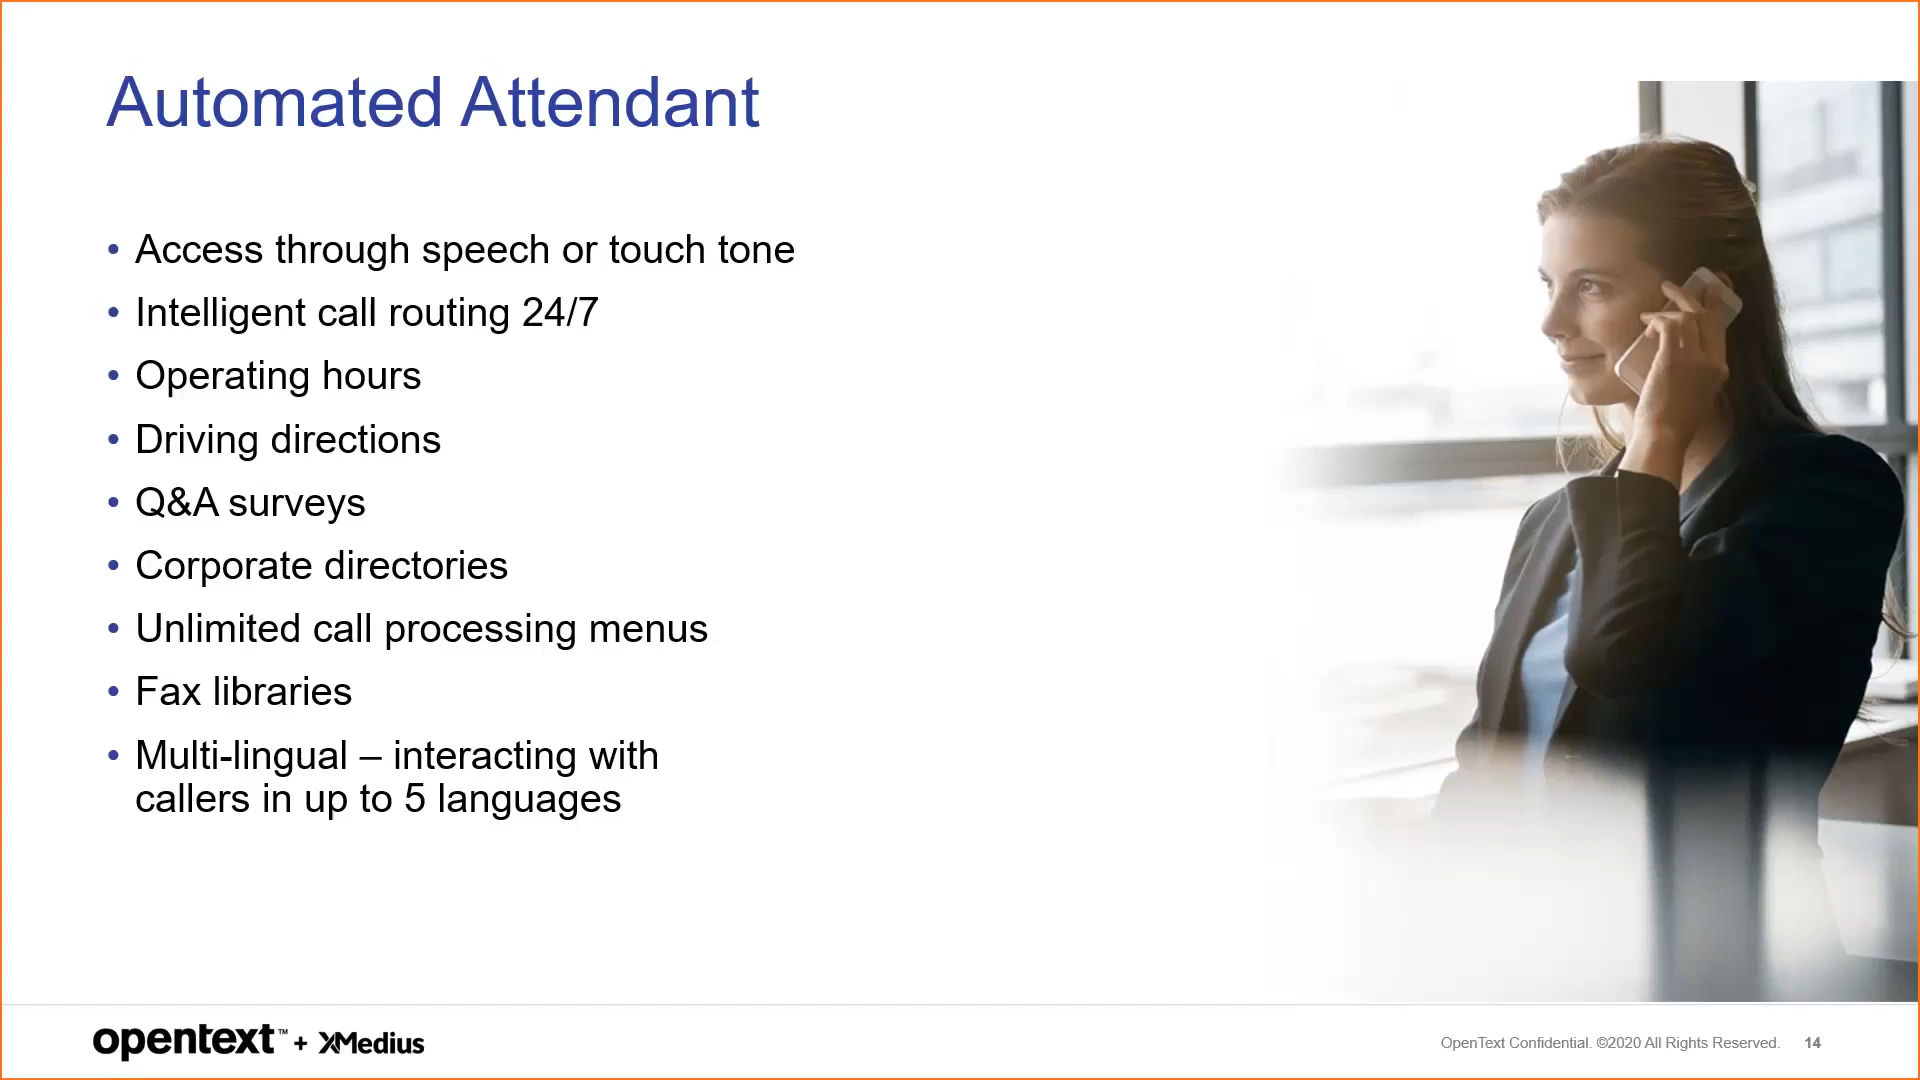 Automated Attendant
• Access through speech or touch tone
• Intelligent call routing 24/7
• Operating hours
• Driving directions
• Q&A surveys
• Corporate directories
• Unlimited call processing menus
• Fax libraries
• Multi-lingual – interacting with
callers in up to 5 languages
opentext™ + XMedius
OpenText Confidential. ©2020 All Rights Reserved. 14